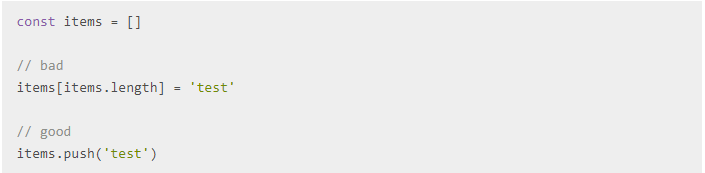 const items = []
// bad
items[items.length] = 'test'
// good
items.push('test')